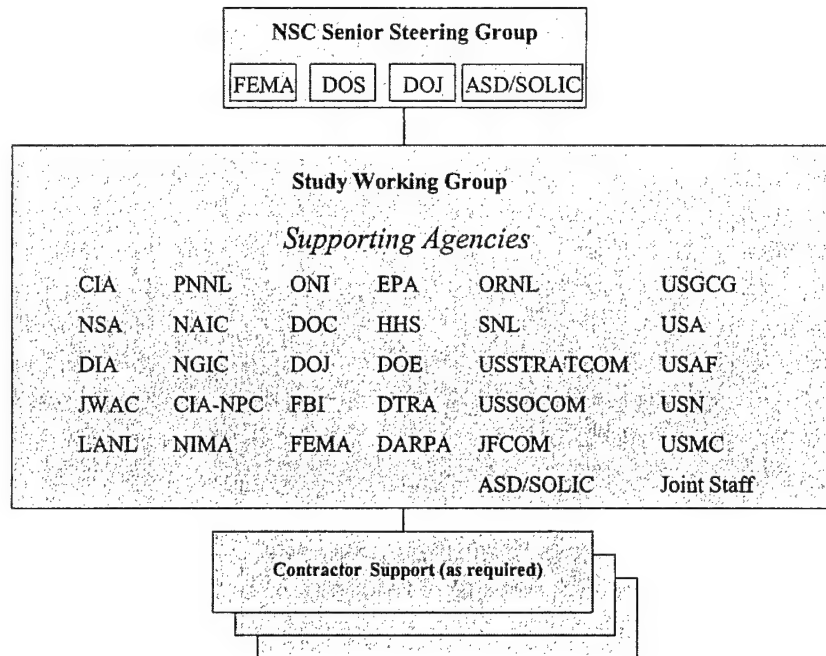 NSC Senior Steering Group
FEMA DOS DOJ ASD/SOLIC
Study Working Group
Supporting Agencies
CIA PNNL ONI EPA ORNL USGCG
NSA NAIC DOC HHS SNL USA
DIA NGIC DOJ DOE USSTRATCOM USAF
JWAC CIA-NPC FBI DTRA USSOCOM USN
LANL NIMA FEMA DARPA JFCOM USMC
ASD/SOLIC Joint Staff
Contractor Support (as required)